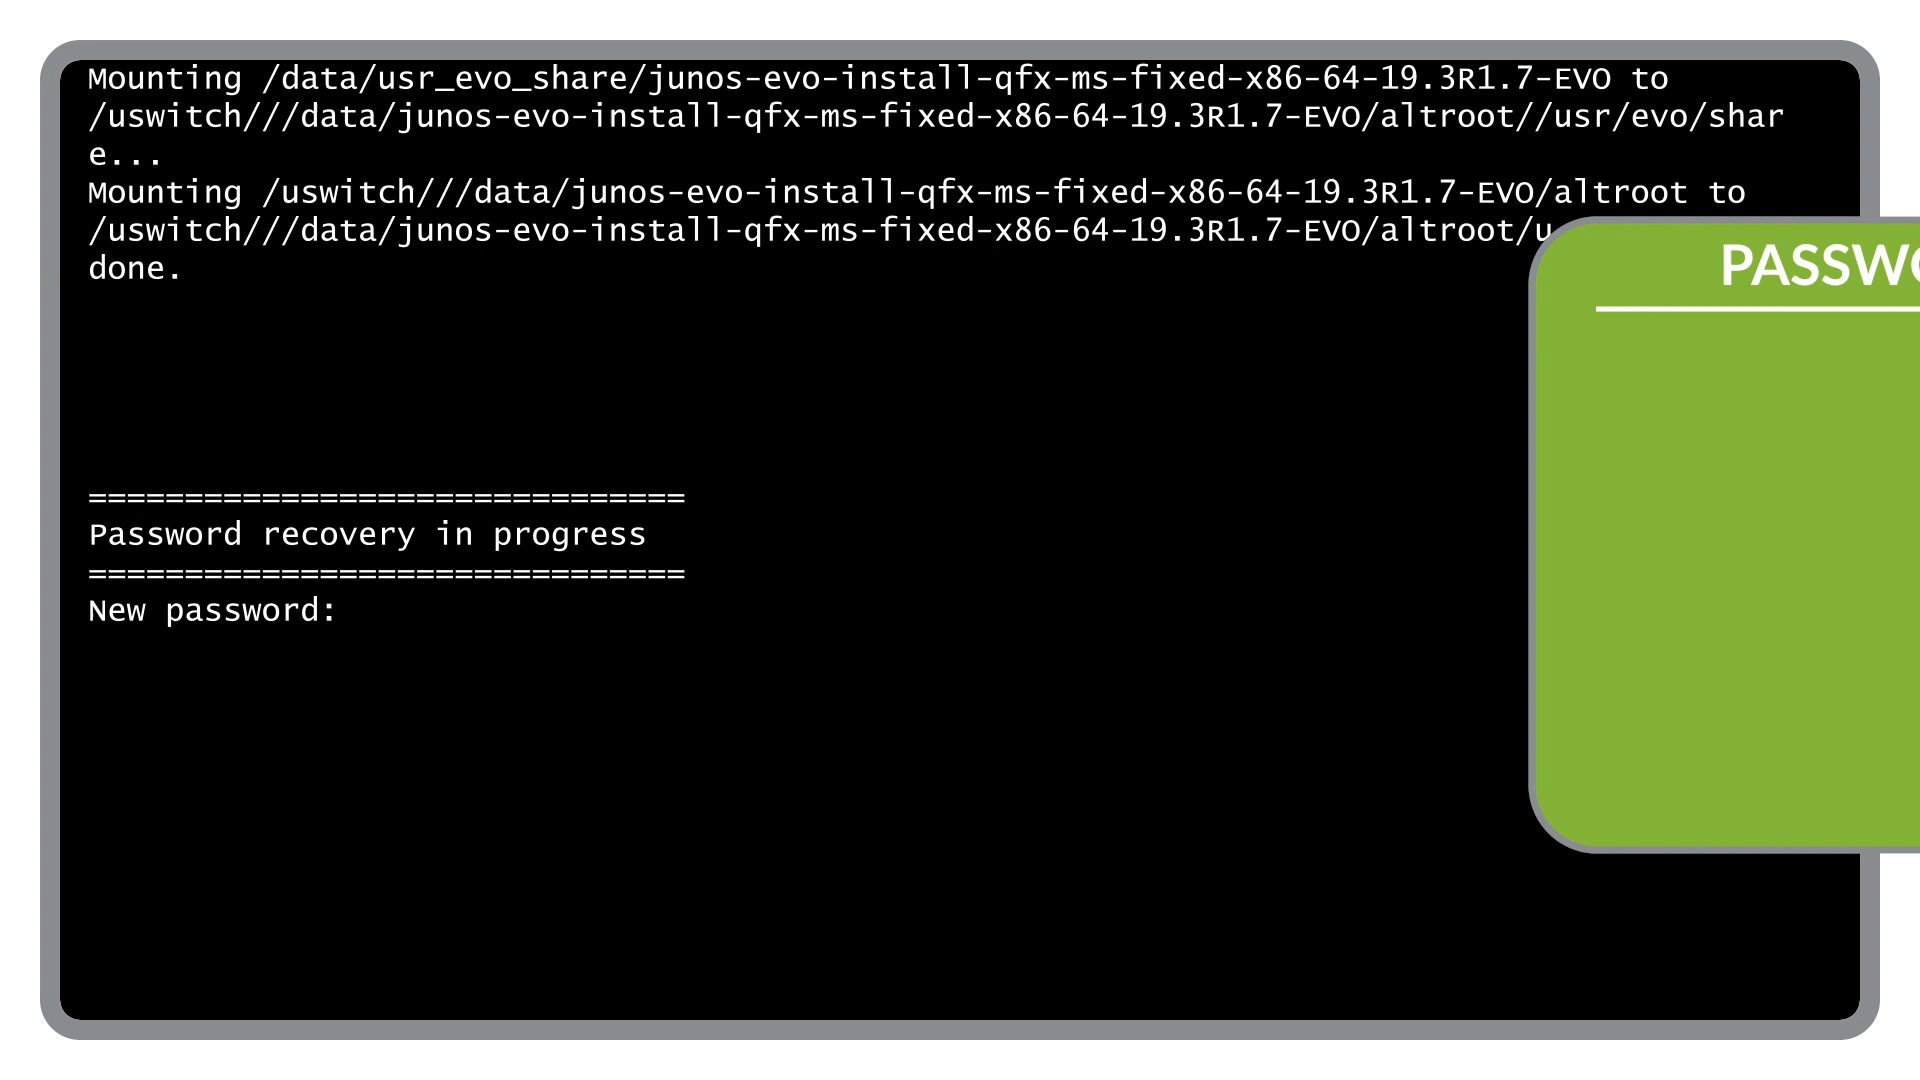 Mounting /data/usr_evo_share/junos-evo-install-qfx-ms-fixed-x86-64-19.3R1.7-EVO to
/uswitch///data/junos-evo-install-qfx-ms-fixed-x86-64-19.3R1.7-EVO/altroot//usr/evo/shar
e...
Mounting /uswitch///data/junos-evo-install-qfx-ms-fixed-x86-64-19.3R1.7-EVO/altroot to
/uswitch///data/junos-evo-install-qfx-ms-fixed-x86-64-19.3R1.7-EVO/altroot/u
done.
PASSWO
===============================
Password recovery in progress
===============================
New password: